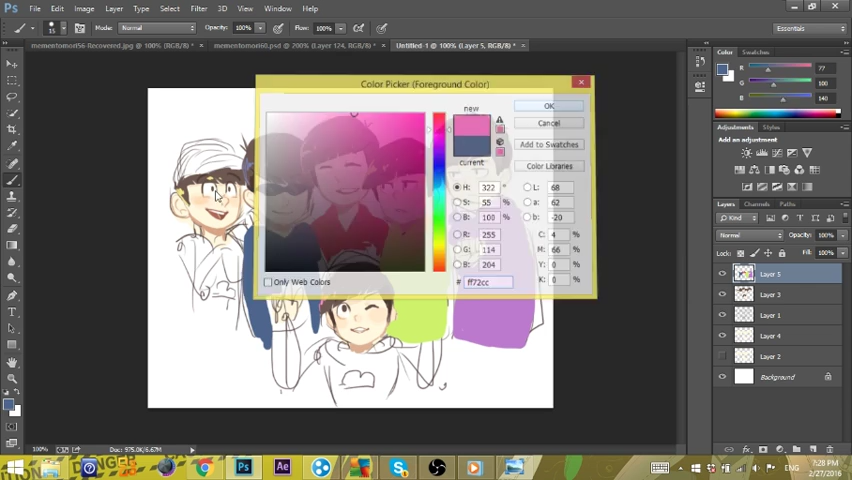 Ps File Edit Image Layer Type Select Filter 3D View Window Help
15 Mode: Normal Opacity: 100% Flow: 100% Essentials
mementomori56-Recovered.jpg @ 100% (RGB/8) * × mementomori60.psd @ 200% (Layer 124, RGB/8) * × Untitled-1 @ 100% (Layer 5, RGB/8) * ×
Color Swatches
R 77
G 100
B 140
Color Picker (Foreground Color)
new
current
OK
Cancel
Add to Swatches
Color Libraries
H: 322 ° L: 68
S: 55 % a: 62
B: 100 % b: -20
R: 255 C: 4 %
G: 114 M: 66 %
B: 204 Y: 0 %
# ff72cc K: 0 %
Only Web Colors
Adjustments Styles
Add an adjustment
Layers Channels Paths
Kind
Normal Opacity: 100%
Lock: Fill: 100%
Layer 5
Layer 3
Layer 1
Layer 4
Layer 2
Background
100% Doc: 975.0K/6.67M
DANGER
Ps Ae ENG
7:28 PM
2/27/2016